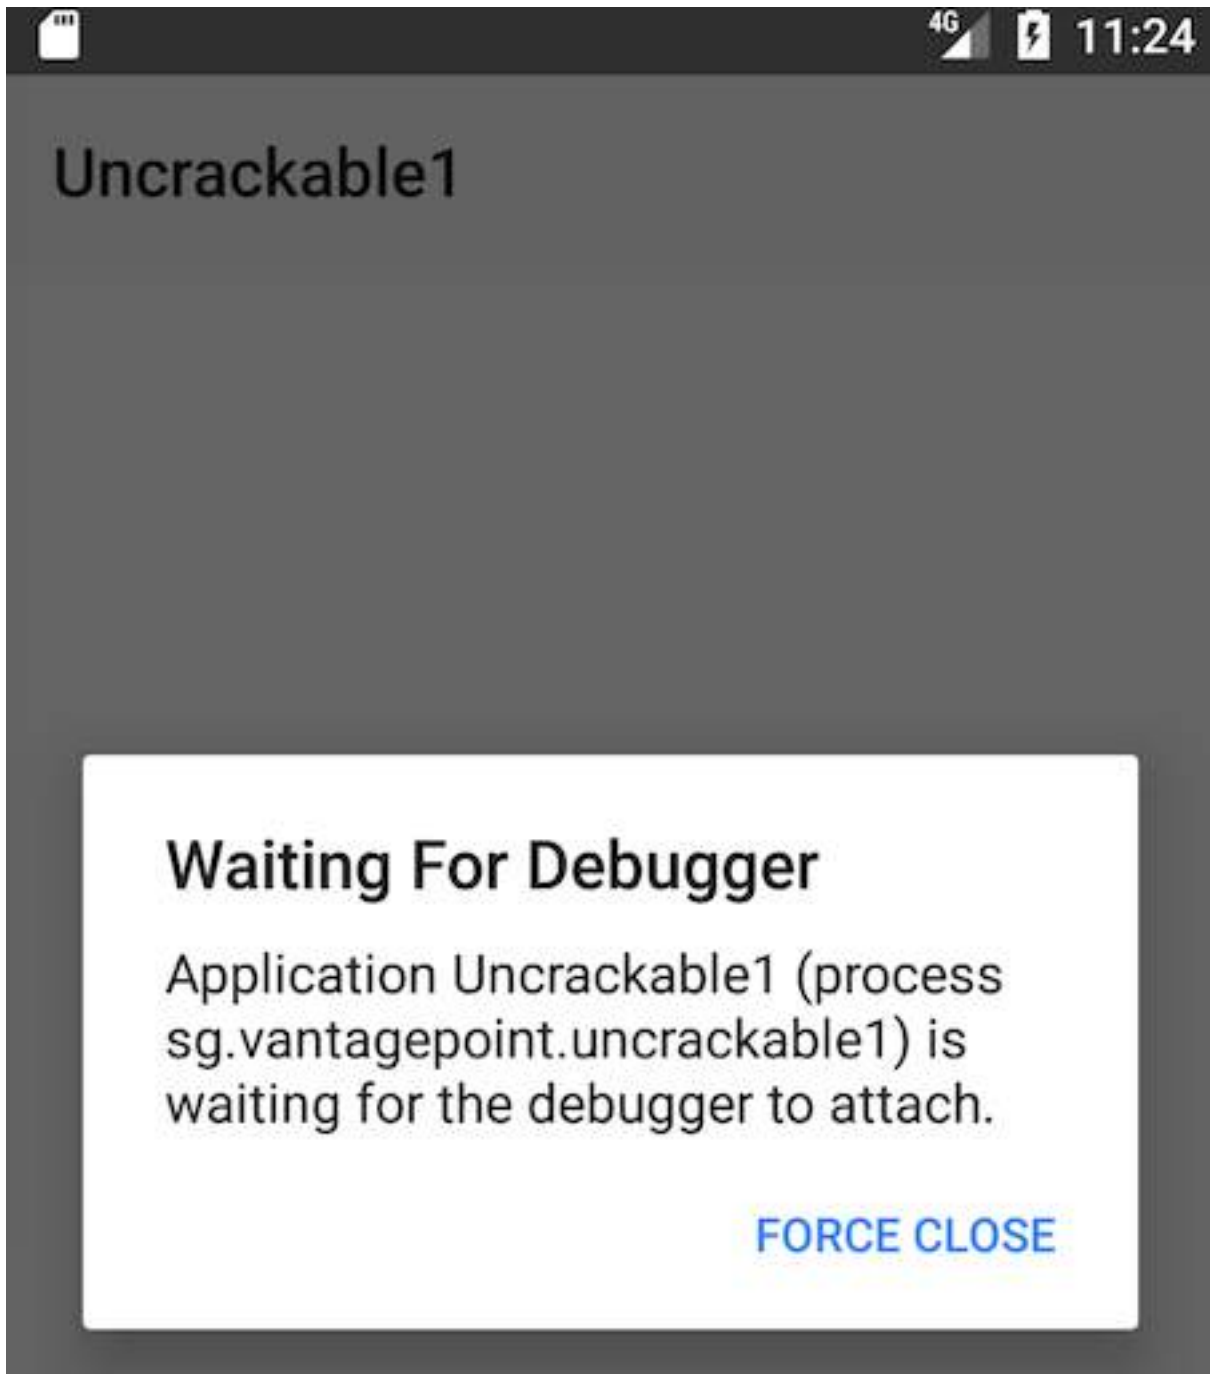 4G 11:24
Uncrackable1
Waiting For Debugger
Application Uncrackable1 (process
sg.vantagepoint.uncrackable1) is
waiting for the debugger to attach.
FORCE CLOSE